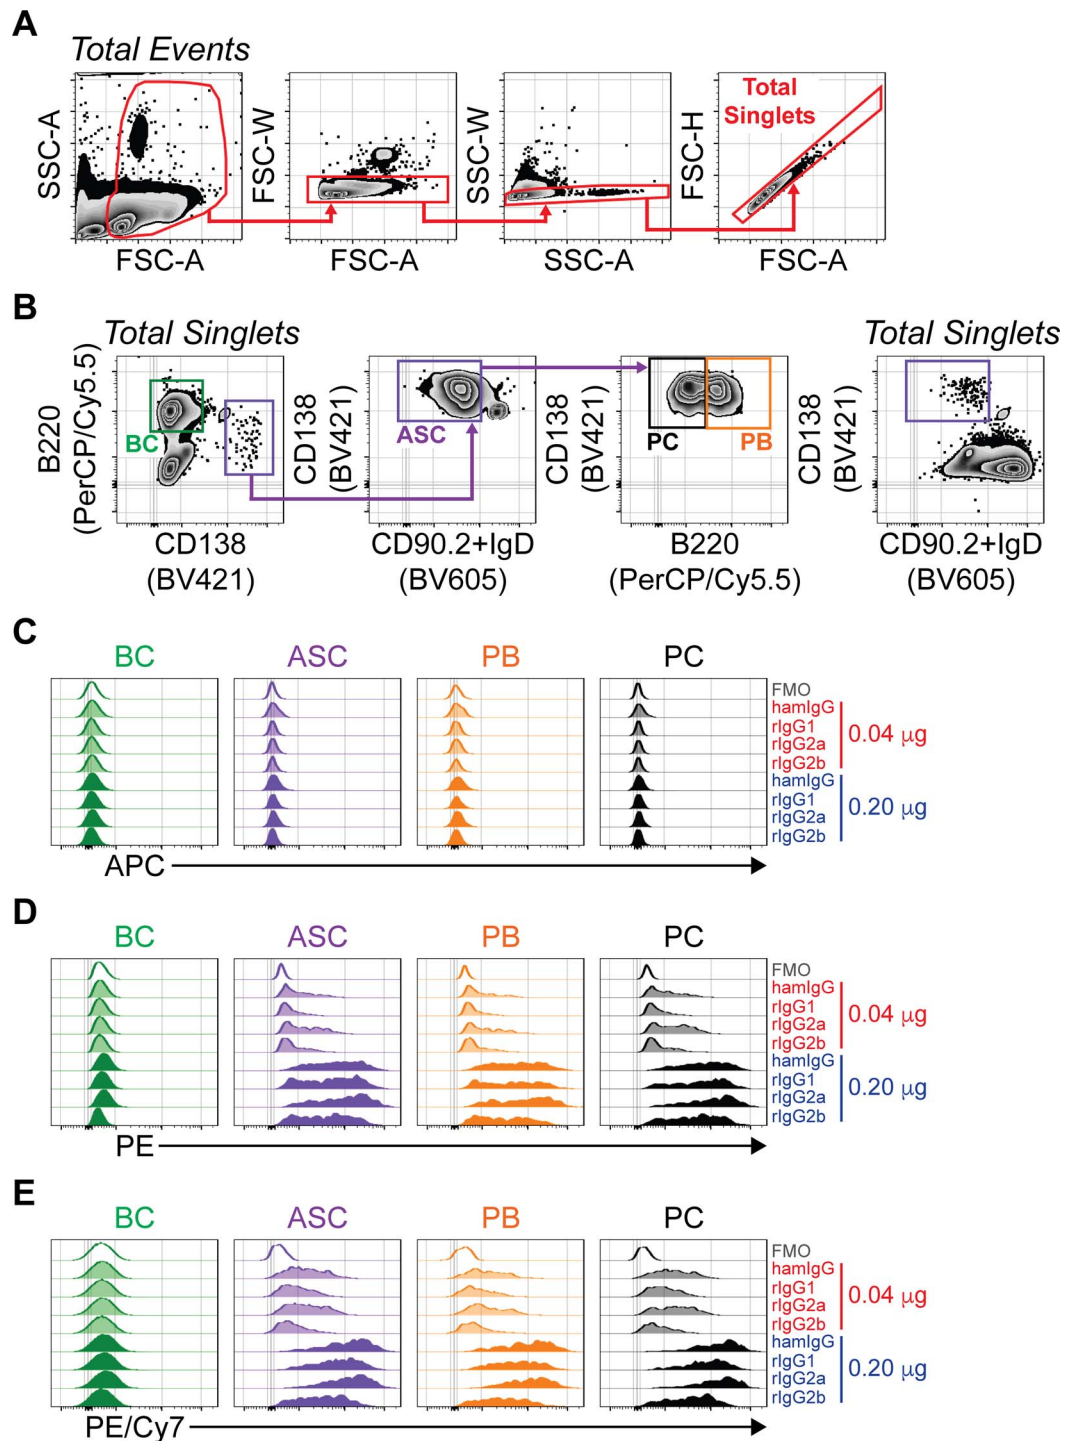 A
Total Events
SSC-A
FSC-A
FSC-W
FSC-A
SSC-W
SSC-A
FSC-H
Total
Singlets
FSC-A
B
Total Singlets
B220
(PerCP/Cy5.5)
BC
CD138
(BV421)
CD138
(BV421)
ASC
CD90.2+IgD
(BV605)
CD138
(BV421)
PC
PB
B220
(PerCP/Cy5.5)
Total Singlets
CD138
(BV421)
CD90.2+IgD
(BV605)
C
BC ASC PB PC
FMO
hamIgG
rIgG1
rIgG2a
rIgG2b
0.04 μg
hamIgG
rIgG1
rIgG2a
rIgG2b
0.20 μg
APC
D
BC ASC PB PC
FMO
hamIgG
rIgG1
rIgG2a
rIgG2b
0.04 μg
hamIgG
rIgG1
rIgG2a
rIgG2b
0.20 μg
PE
E
BC ASC PB PC
FMO
hamIgG
rIgG1
rIgG2a
rIgG2b
0.04 μg
hamIgG
rIgG1
rIgG2a
rIgG2b
0.20 μg
PE/Cy7